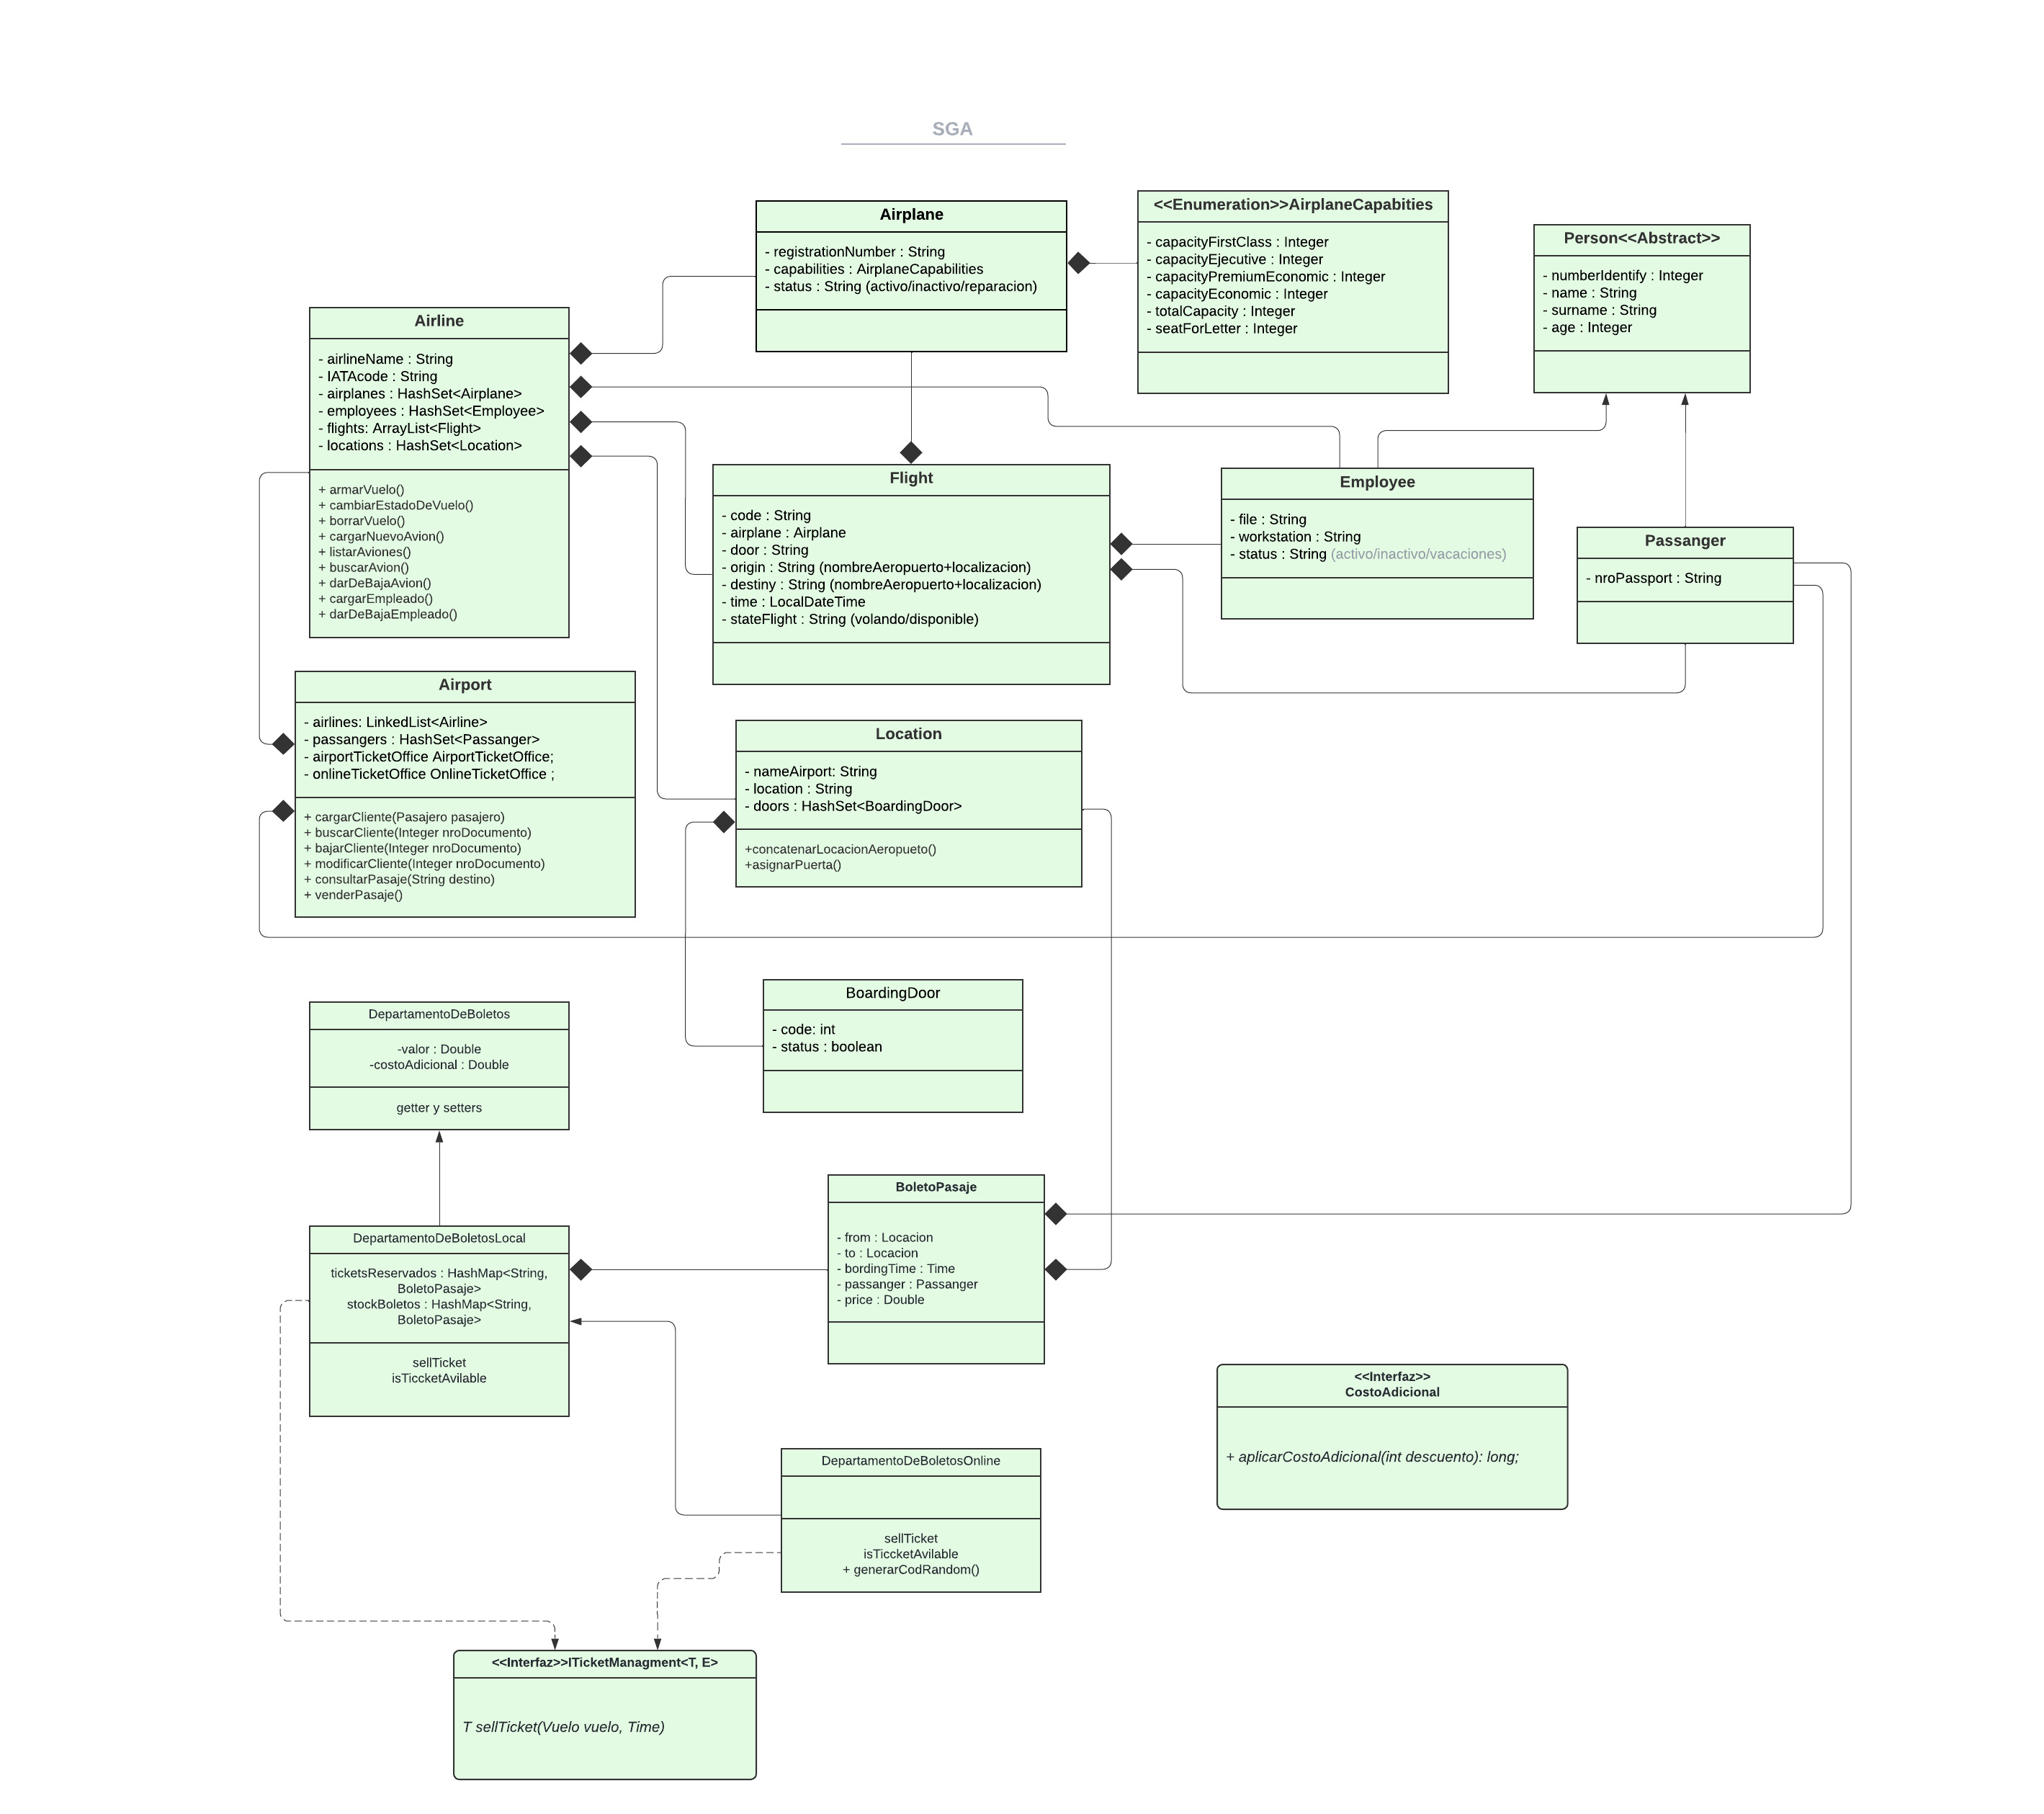 SGA
Airplane
- registrationNumber : String
- capabilities : AirplaneCapabilities
- status : String (activo/inactivo/reparacion)
<<Enumeration>>AirplaneCapabities
- capacityFirstClass : Integer
- capacityEjecutive : Integer
- capacityPremiumEconomic : Integer
- capacityEconomic : Integer
- totalCapacity : Integer
- seatForLetter : Integer
Person<<Abstract>>
- numberIdentify : Integer
- name : String
- surname : String
- age : Integer
Airline
- airlineName : String
- IATAcode : String
- airplanes : HashSet<Airplane>
- employees : HashSet<Employee>
- flights: ArrayList<Flight>
- locations : HashSet<Location>
+ armarVuelo()
+ cambiarEstadoDeVuelo()
+ borrarVuelo()
+ cargarNuevoAvion()
+ listarAviones()
+ buscarAvion()
+ darDeBajaAvion()
+ cargarEmpleado()
+ darDeBajaEmpleado()
Flight
- code : String
- airplane : Airplane
- door : String
- origin : String (nombreAeropuerto+localizacion)
- destiny : String (nombreAeropuerto+localizacion)
- time : LocalDateTime
- stateFlight : String (volando/disponible)
Employee
- file : String
- workstation : String
- status : String (activo/inactivo/vacaciones)
Passanger
- nroPassport : String
Airport
- airlines: LinkedList<Airline>
- passangers : HashSet<Passanger>
- airportTicketOffice AirportTicketOffice;
- onlineTicketOffice OnlineTicketOffice ;
+ cargarCliente(Pasajero pasajero)
+ buscarCliente(Integer nroDocumento)
+ bajarCliente(Integer nroDocumento)
+ modificarCliente(Integer nroDocumento)
+ consultarPasaje(String destino)
+ venderPasaje()
Location
- nameAirport: String
- location : String
- doors : HashSet<BoardingDoor>
+concatenarLocacionAeropueto()
+asignarPuerta()
BoardingDoor
- code: int
- status : boolean
DepartamentoDeBoletos
-valor : Double
-costoAdicional : Double
getter y setters
BoletoPasaje
- from : Locacion
- to : Locacion
- bordingTime : Time
- passanger : Passanger
- price : Double
DepartamentoDeBoletosLocal
ticketsReservados : HashMap<String,
BoletoPasaje>
stockBoletos : HashMap<String,
BoletoPasaje>
sellTicket
isTiccketAvilable
<<Interfaz>>
CostoAdicional
+ aplicarCostoAdicional(int descuento): long;
DepartamentoDeBoletosOnline
sellTicket
isTiccketAvilable
+ generarCodRandom()
<<Interfaz>>ITicketManagment<T, E>
T sellTicket(Vuelo vuelo, Time)